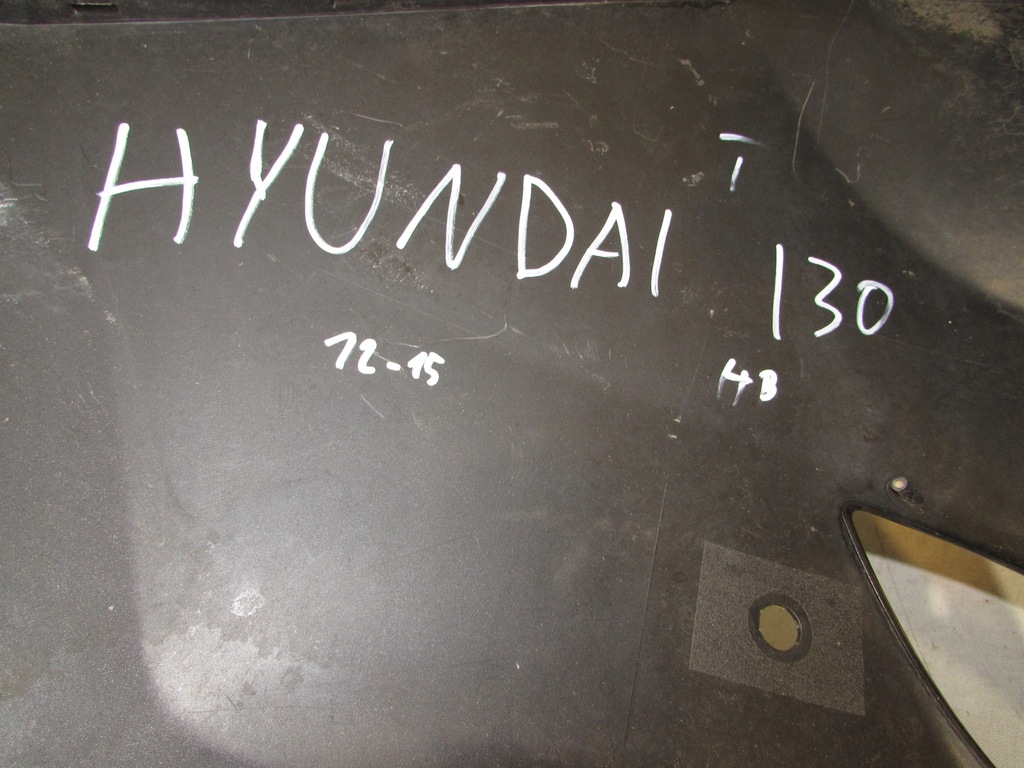 HYUNDAI T I30
12-15 HB